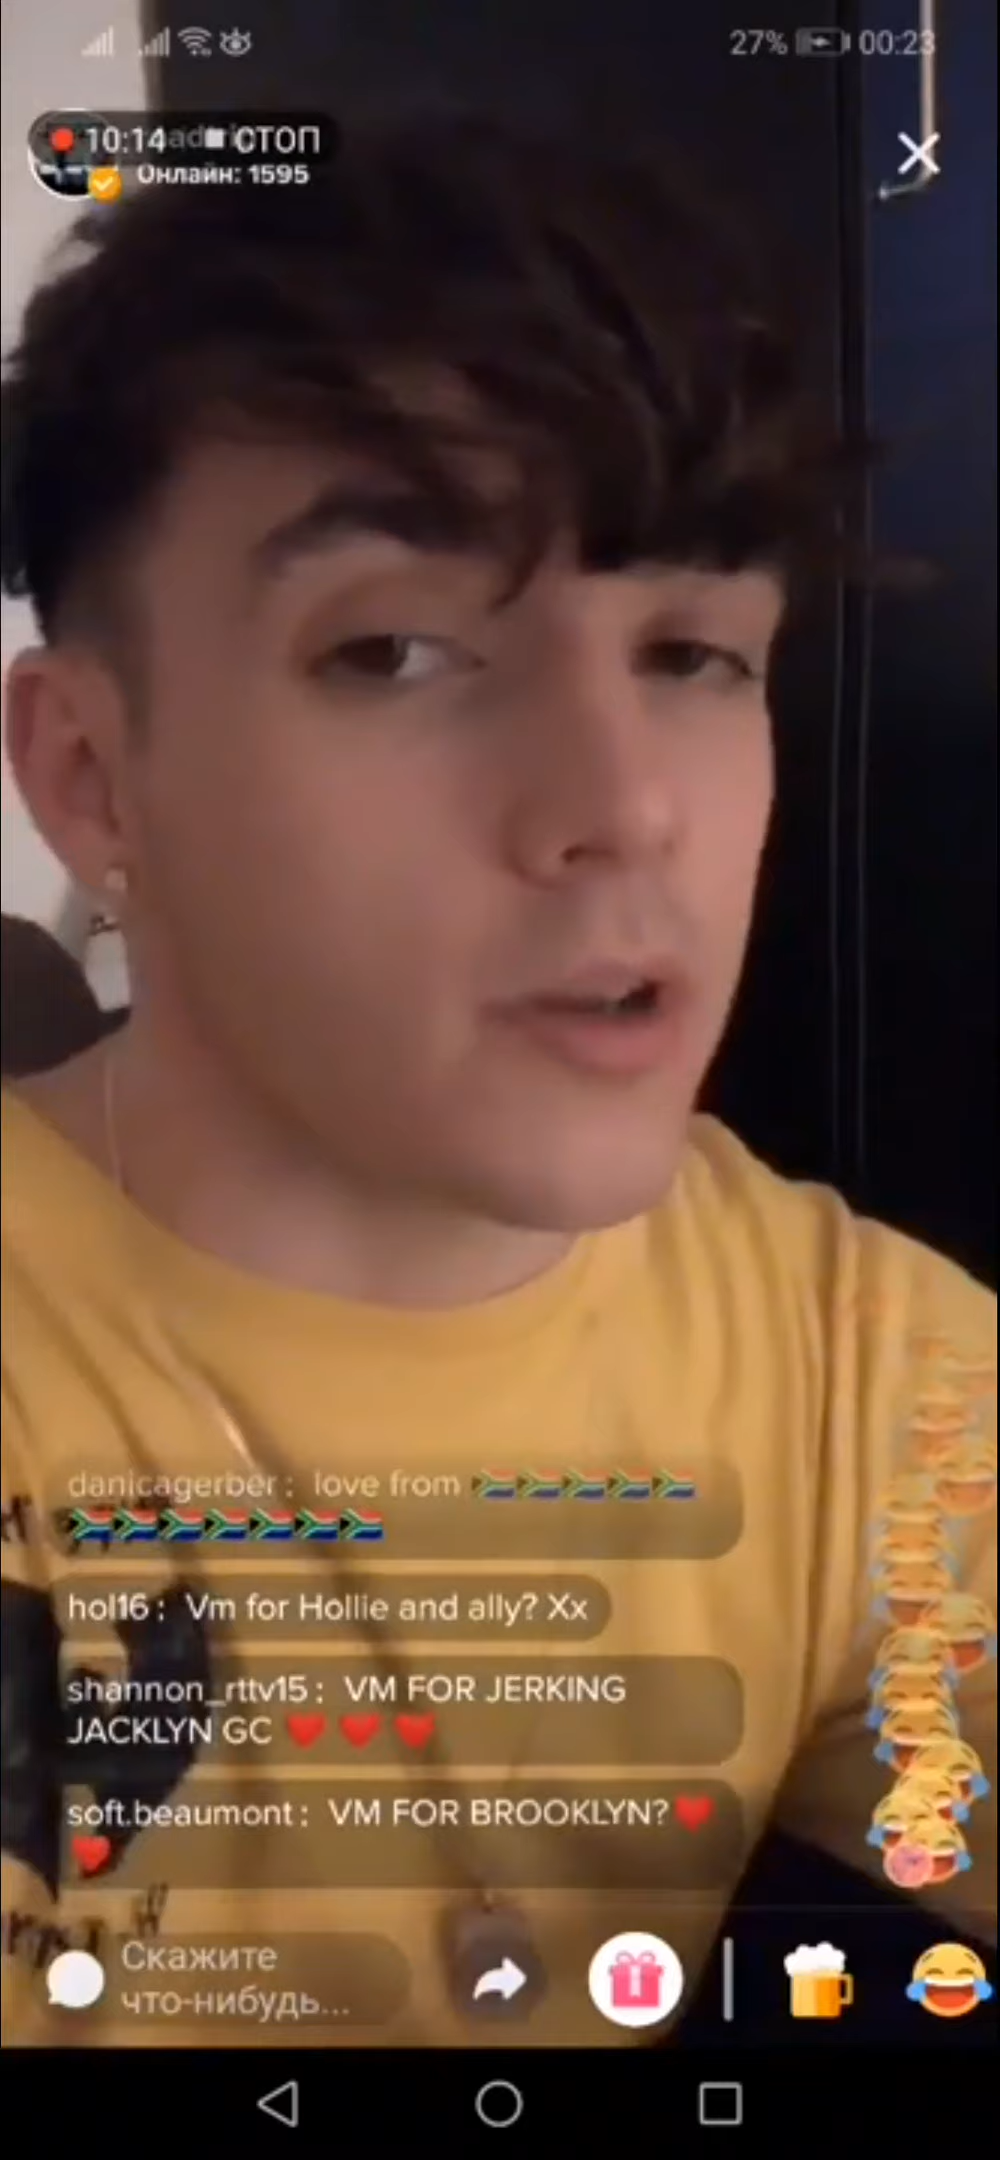 27% 00:23
10:14 СТОП
Онлайн: 1595
danicagerber: love from 🇿🇦🇿🇦🇿🇦🇿🇦🇿🇦
🇿🇦🇿🇦🇿🇦🇿🇦🇿🇦🇿🇦🇿🇦
hol16: Vm for Hollie and ally? Xx
shannon_rttv15: VM FOR JERKING
JACKLYN GC ❤️ ❤️ ❤️
soft.beaumont: VM FOR BROOKLYN?❤️
❤️
Скажите
что-нибудь...